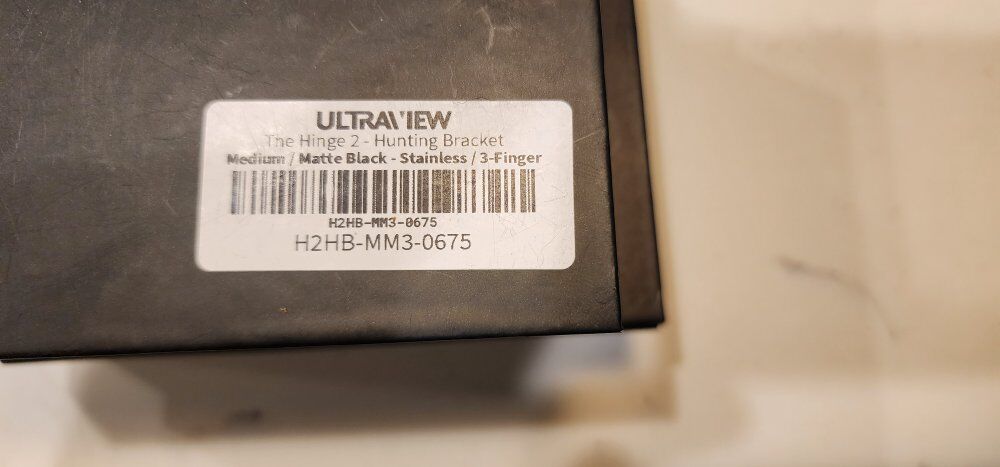 ULTRAVIEW
The Hinge 2 - Hunting Bracket
Medium / Matte Black - Stainless / 3-Finger
H2HB-MM3-0675
H2HB-MM3-0675